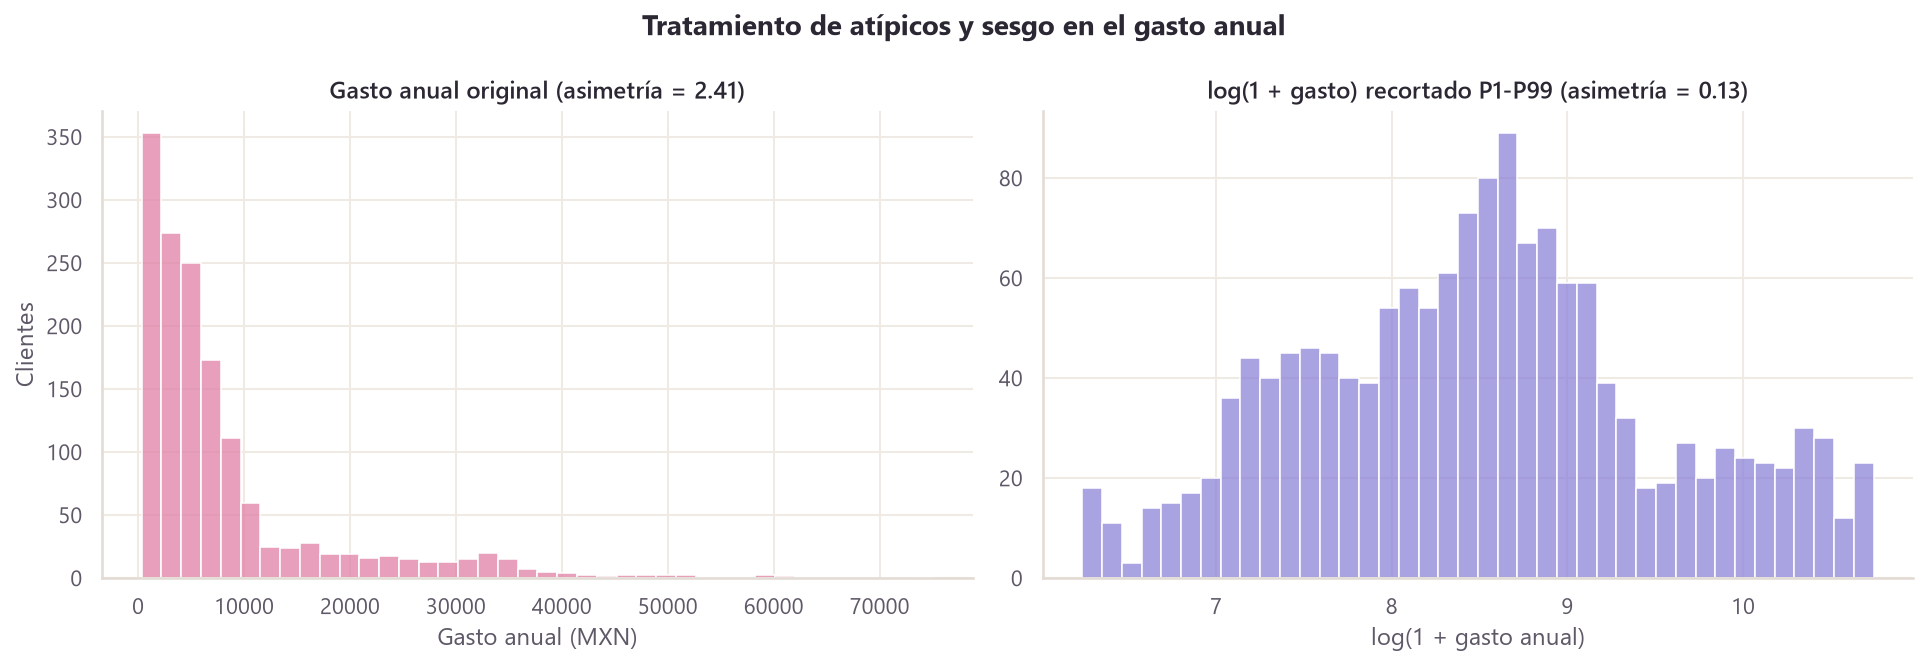 Tratamiento de atípicos y sesgo en el gasto anual
Gasto anual original (asimetría = 2.41)
350
300
250
200
150
100
50
0
Clientes
0 10000 20000 30000 40000 50000 60000 70000
Gasto anual (MXN)
log(1 + gasto) recortado P1-P99 (asimetría = 0.13)
80
60
40
20
0
7 8 9 10
log(1 + gasto anual)